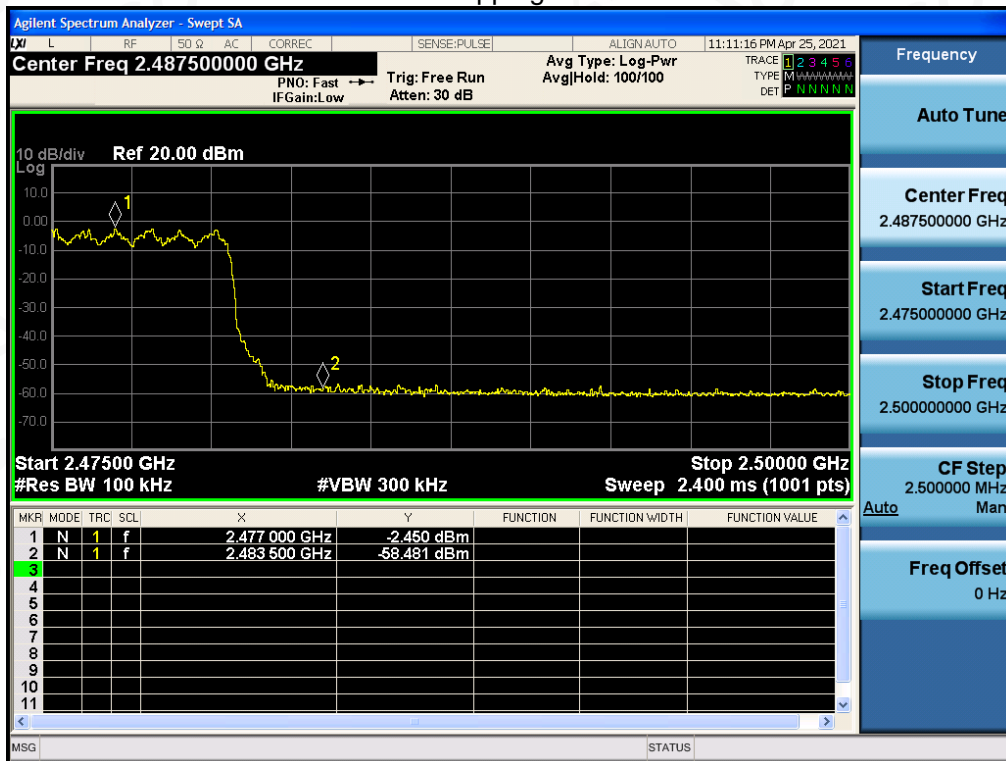 pping
Agilent Spectrum Analyzer - Swept SA
LXI L RF 50 Ω AC CORREC SENSE:PULSE ALIGN AUTO 11:11:16 PM Apr 25, 2021
Center Freq 2.487500000 GHz
PNO: Fast
IFGain:Low
Trig: Free Run
Atten: 30 dB
Avg Type: Log-Pwr
Avg|Hold: 100/100
TRACE 1 2 3 4 5 6
TYPE M
DET P N N N N N
10 dB/div Ref 20.00 dBm
Log
10.0
0.00
-10.0
-20.0
-30.0
-40.0
-50.0
-60.0
-70.0
1
2
Start 2.47500 GHz Stop 2.50000 GHz
#Res BW 100 kHz #VBW 300 kHz Sweep 2.400 ms (1001 pts)
MKR MODE TRC SCL X Y FUNCTION FUNCTION WIDTH FUNCTION VALUE
1 N 1 f 2.477 000 GHz -2.450 dBm
2 N 1 f 2.483 500 GHz -58.481 dBm
3
4
5
6
7
8
9
10
11
MSG STATUS
Frequency
Auto Tune
Center Freq
2.487500000 GHz
Start Freq
2.475000000 GHz
Stop Freq
2.500000000 GHz
CF Step
2.500000 MHz
Auto Man
Freq Offset
0 Hz